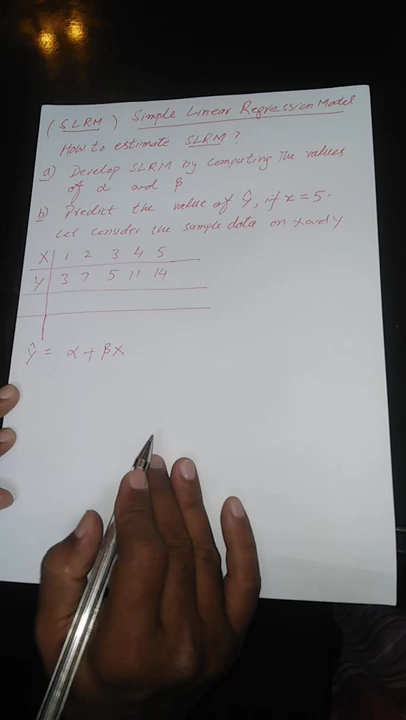 (SLRM) Simple Linear Regression Model
How to estimate SLRM?
a) Develop SLRM by computing The values
of α and β
b) Predict the value of Ŷ, if x = 5.
Let Consider the sample data on x and y
X 1 2 3 4 5
Y 3 7 5 11 14
Ŷ = α + βX